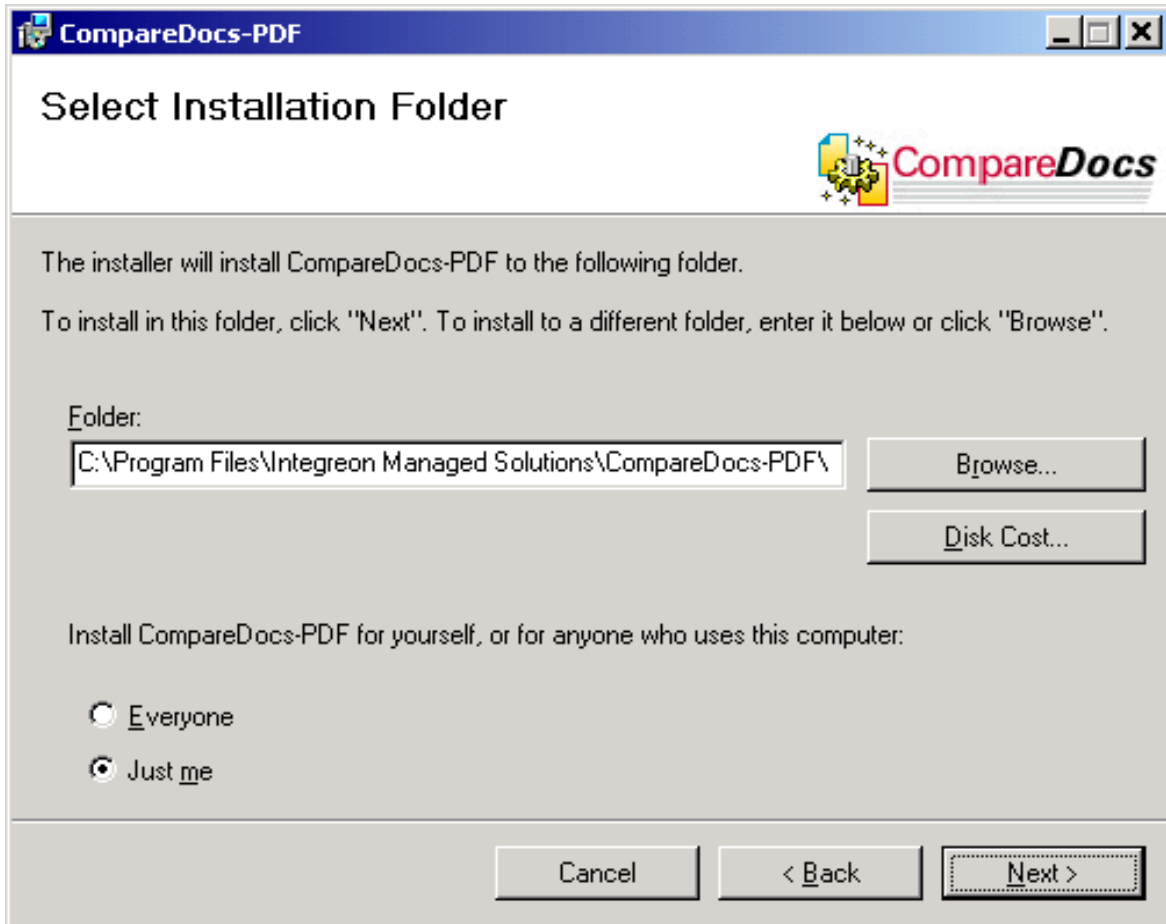 CompareDocs-PDF
Select Installation Folder
CompareDocs
The installer will install CompareDocs-PDF to the following folder.
To install in this folder, click "Next". To install to a different folder, enter it below or click "Browse".
Folder:
C:\Program Files\Integreon Managed Solutions\CompareDocs-PDF\
Browse...
Disk Cost...
Install CompareDocs-PDF for yourself, or for anyone who uses this computer:
Everyone
Just me
Cancel
< Back
Next >